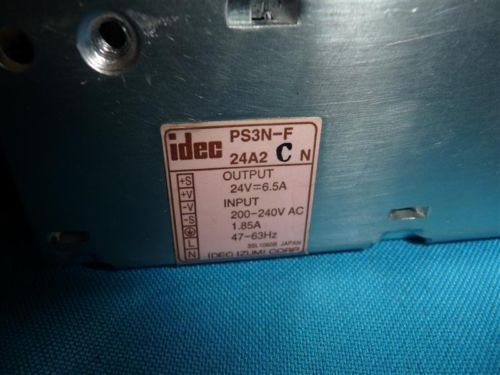 idec PS3N-F
24A2 C N
OUTPUT
24V=6.5A
INPUT
200-240V AC
1.85A
47-63Hz
JAPAN
IDEC IZUMI CORP.
+S
+V
-V
-S
L
N